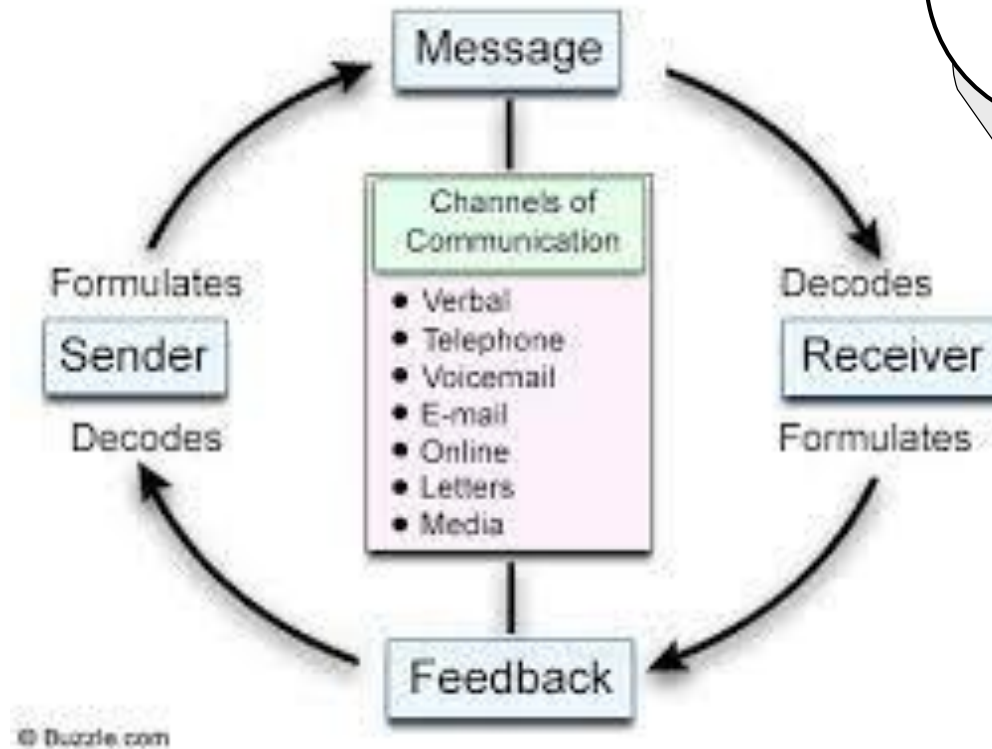 Message
Channels of
Communication
• Verbal
• Telephone
• Voicemail
• E-mail
• Online
• Letters
• Media
Formulates
Sender
Decodes
Decodes
Receiver
Formulates
Feedback
© Buzzle.com